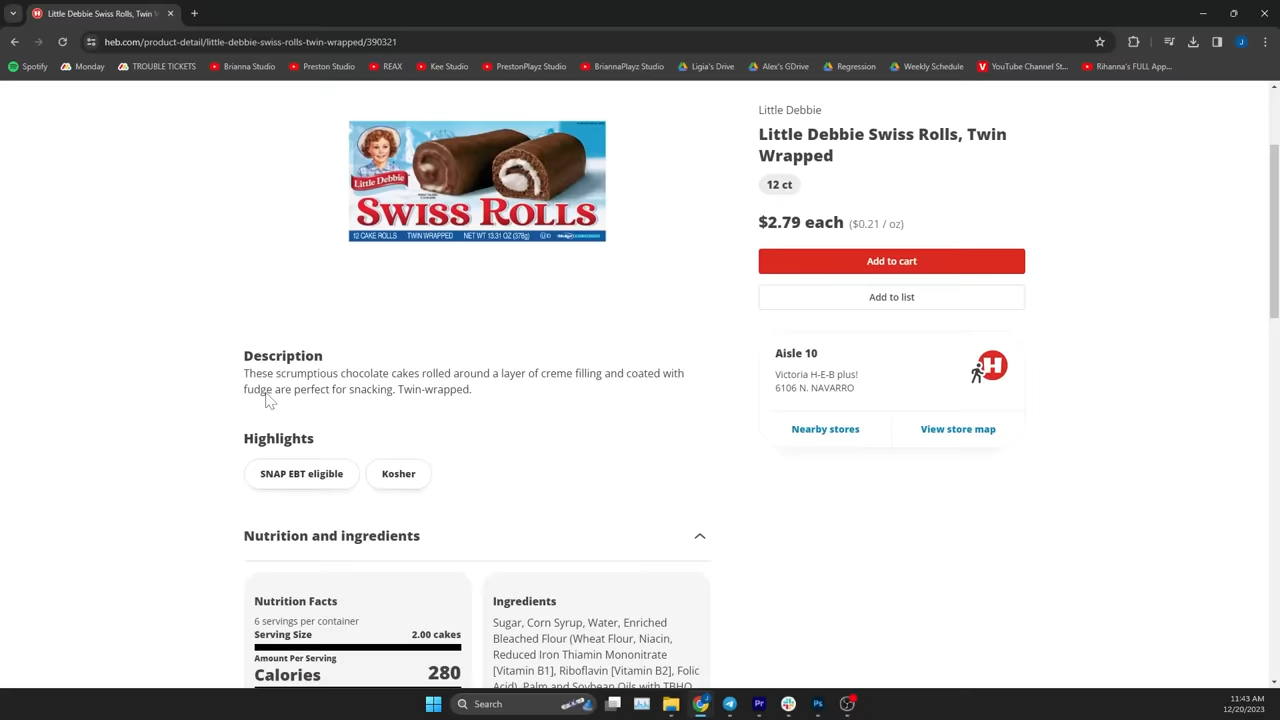 Little Debbie Swiss Rolls, Twin W
heb.com/product-detail/little-debbie-swiss-rolls-twin-wrapped/390321
Spotify Monday TROUBLE TICKETS Brianna Studio Preston Studio REAX Kee Studio PrestonPlayz Studio BriannaPlayz Studio Ligia's Drive Alex's GDrive Regression Weekly Schedule YouTube Channel St... Rihanna's FULL App...
Little Debbie
SWISS ROLLS
12 CAKE ROLLS TWIN WRAPPED NET WT 13.31 OZ (378g)
Little Debbie
Little Debbie Swiss Rolls, Twin
Wrapped
12 ct
$2.79 each ($0.21 / oz)
Add to cart
Add to list
Aisle 10
Victoria H-E-B plus!
6106 N. NAVARRO
H
Nearby stores View store map
Description
These scrumptious chocolate cakes rolled around a layer of creme filling and coated with
fudge are perfect for snacking. Twin-wrapped.
Highlights
SNAP EBT eligible Kosher
Nutrition and ingredients
Nutrition Facts
6 servings per container
Serving Size 2.00 cakes
Amount Per Serving
Calories 280
Ingredients
Sugar, Corn Syrup, Water, Enriched
Bleached Flour (Wheat Flour, Niacin,
Reduced Iron Thiamin Mononitrate
[Vitamin B1], Riboflavin [Vitamin B2], Folic
Acid), Palm and Soybean Oils with TBHQ
Search
11:43 AM
12/20/2023